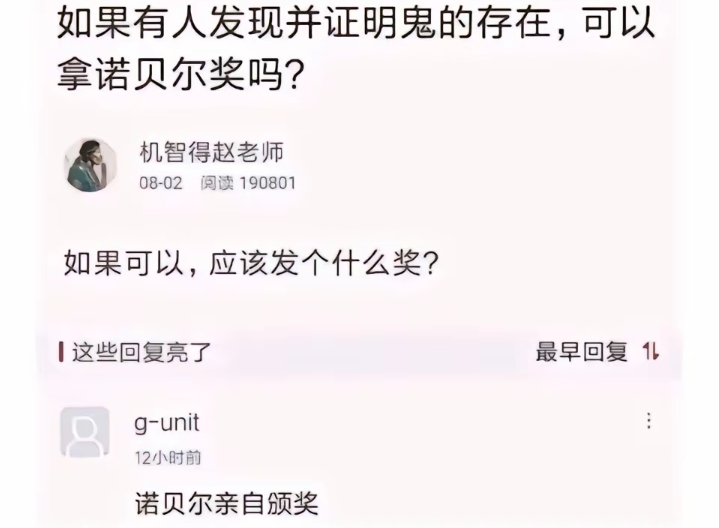 如果有人发现并证明鬼的存在，可以
拿诺贝尔奖吗？
机智得赵老师
08-02 阅读 190801
如果可以，应该发个什么奖？
这些回复亮了 最早回复
g-unit
12小时前
诺贝尔亲自颁奖